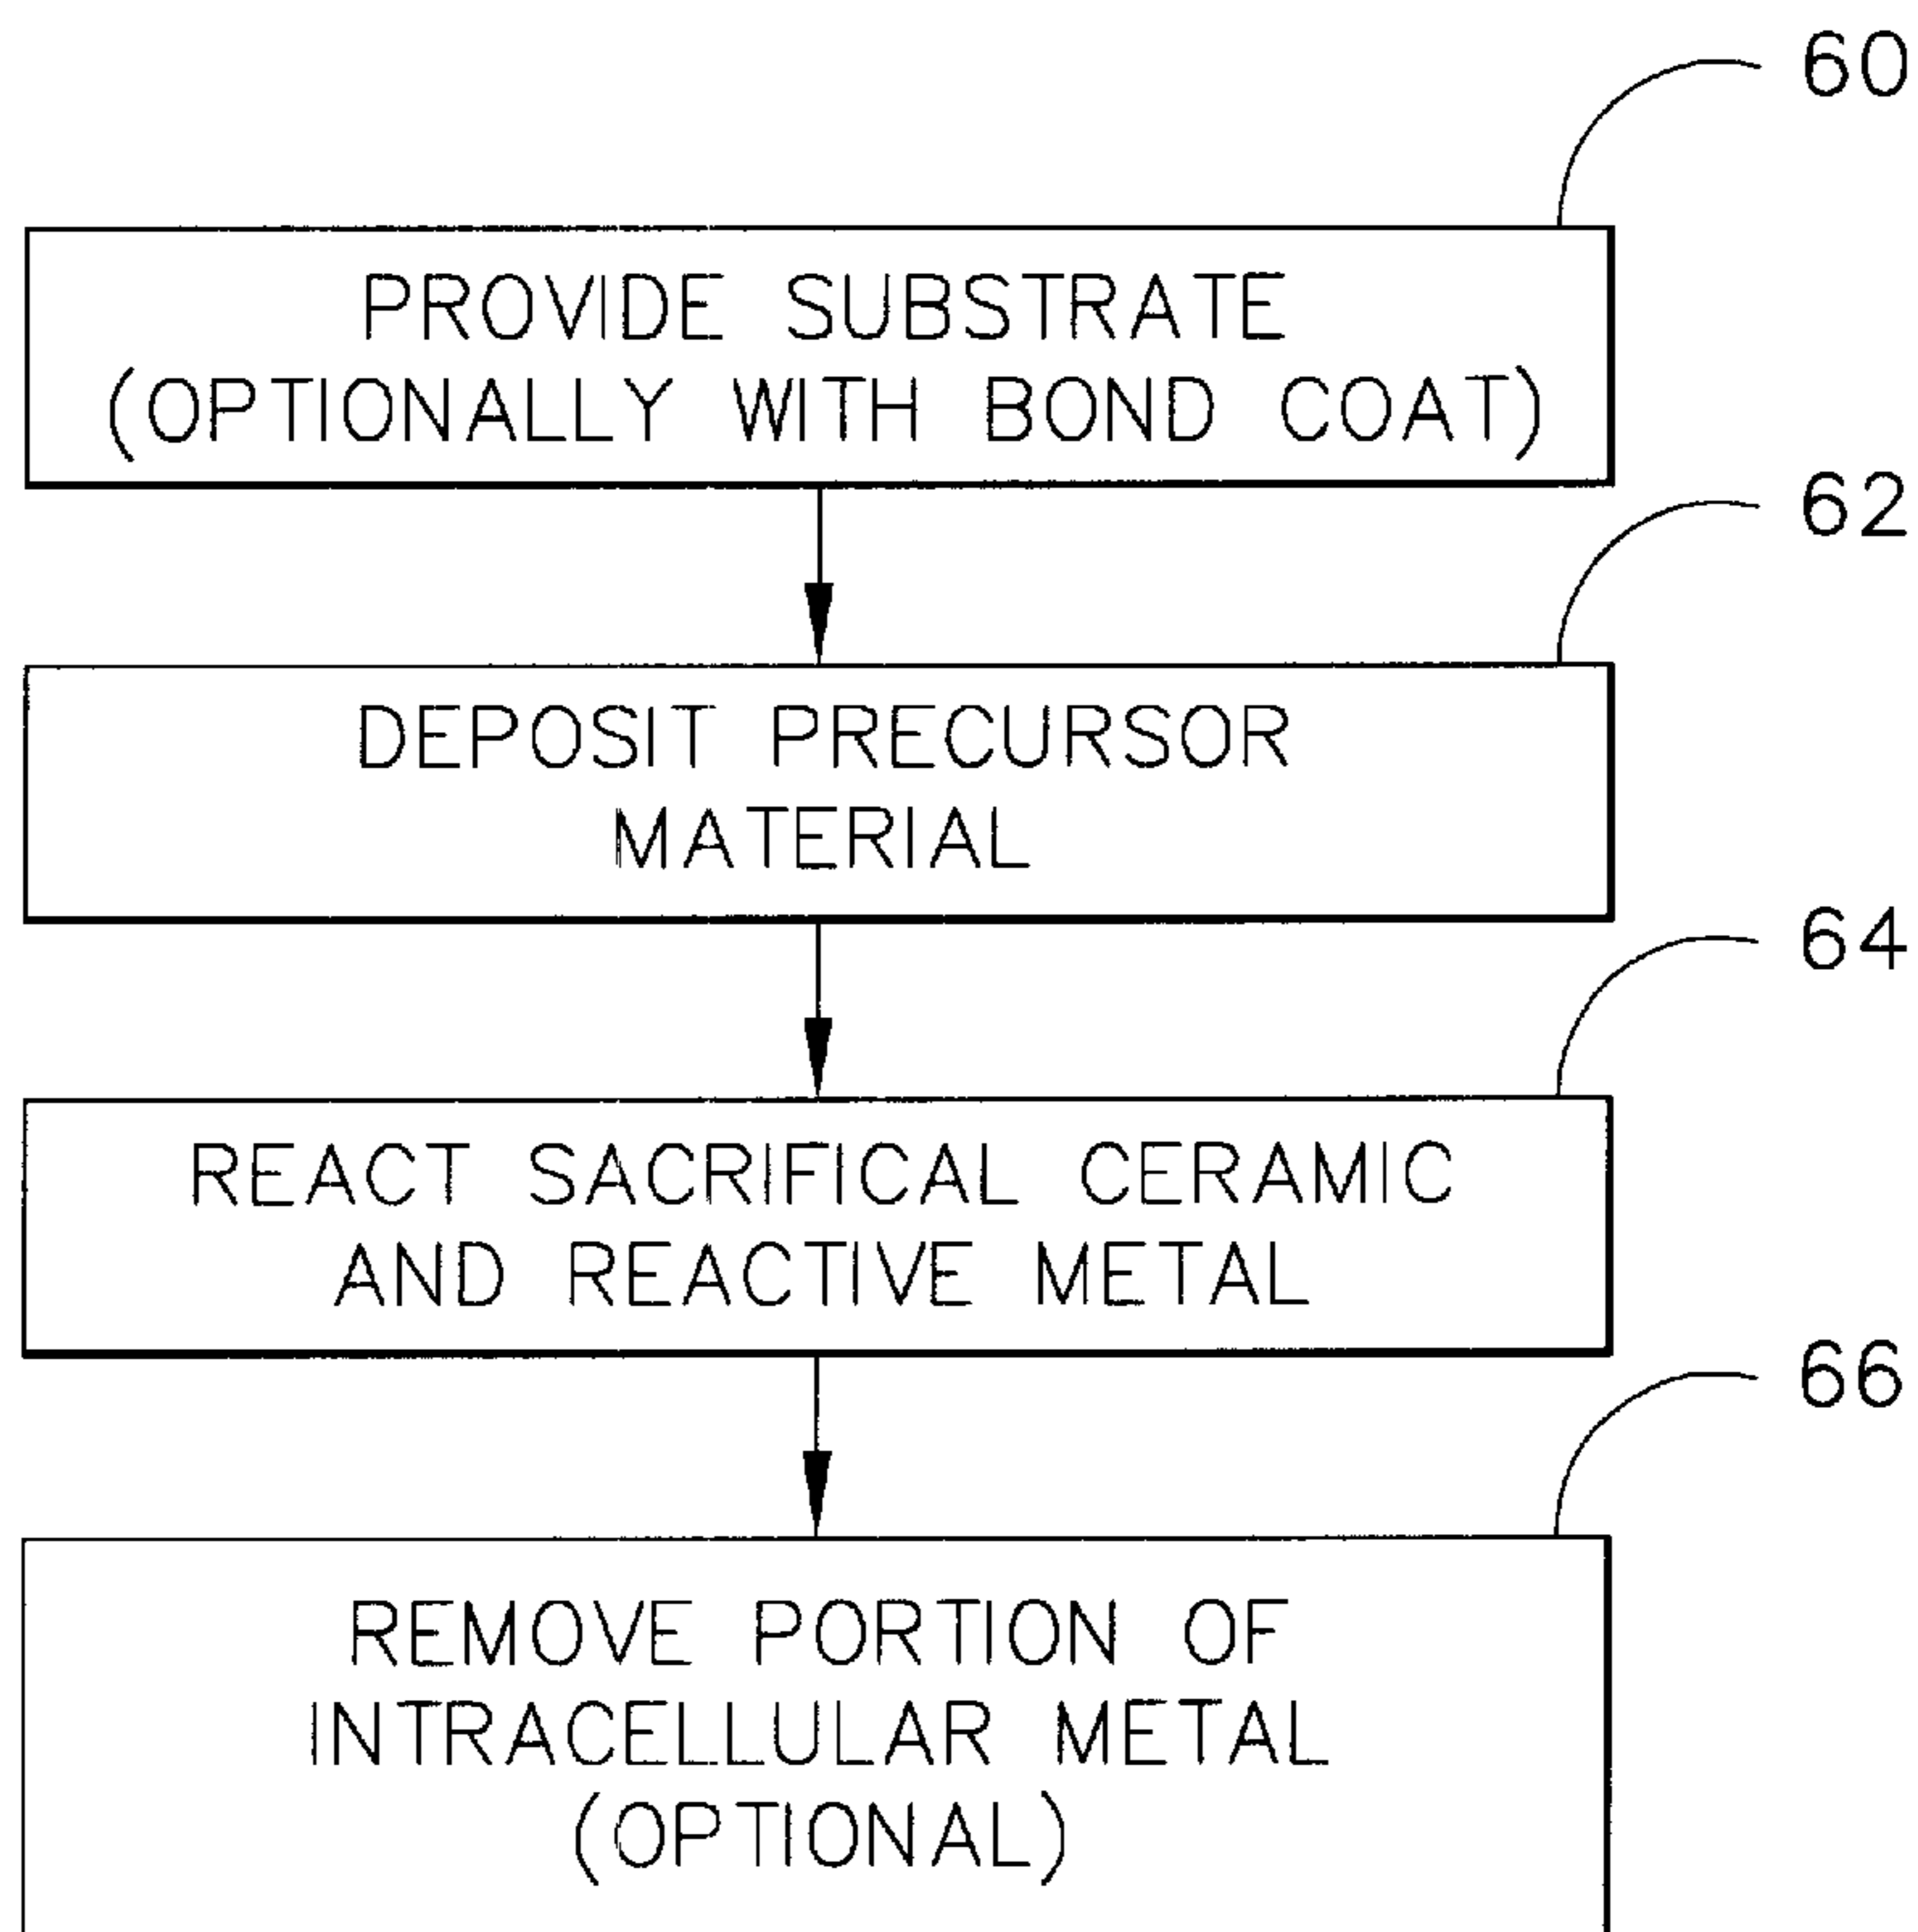 60
PROVIDE SUBSTRATE
(OPTIONALLY WITH BOND COAT)
62
DEPOSIT PRECURSOR
MATERIAL
64
REACT SACRIFICAL CERAMIC
AND REACTIVE METAL
66
REMOVE PORTION OF
INTRACELLULAR METAL
(OPTIONAL)